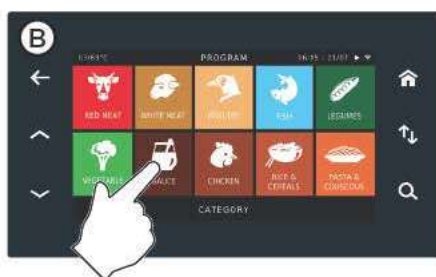 B
PROGRAM
RED MEAT WHITE MEAT POULTRY FISH LEGUMES
VEGETABLE SAUCE CHICKEN RICE & CEREALS PASTA & COUSCOUS
CATEGORY